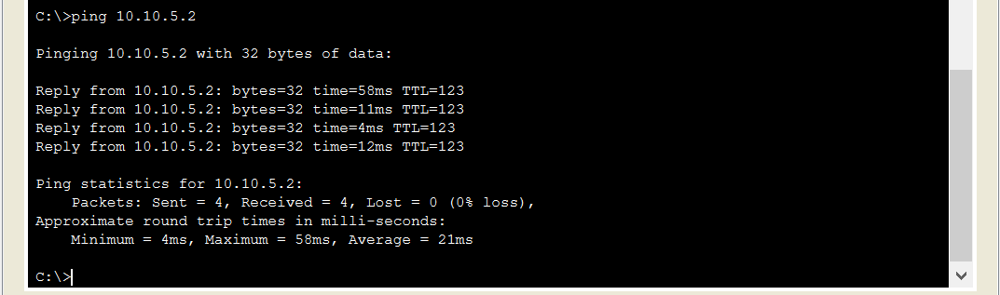 C:\>ping 10.10.5.2
Pinging 10.10.5.2 with 32 bytes of data:
Reply from 10.10.5.2: bytes=32 time=58ms TTL=123
Reply from 10.10.5.2: bytes=32 time=11ms TTL=123
Reply from 10.10.5.2: bytes=32 time=4ms TTL=123
Reply from 10.10.5.2: bytes=32 time=12ms TTL=123
Ping statistics for 10.10.5.2:
    Packets: Sent = 4, Received = 4, Lost = 0 (0% loss),
Approximate round trip times in milli-seconds:
    Minimum = 4ms, Maximum = 58ms, Average = 21ms
C:\>